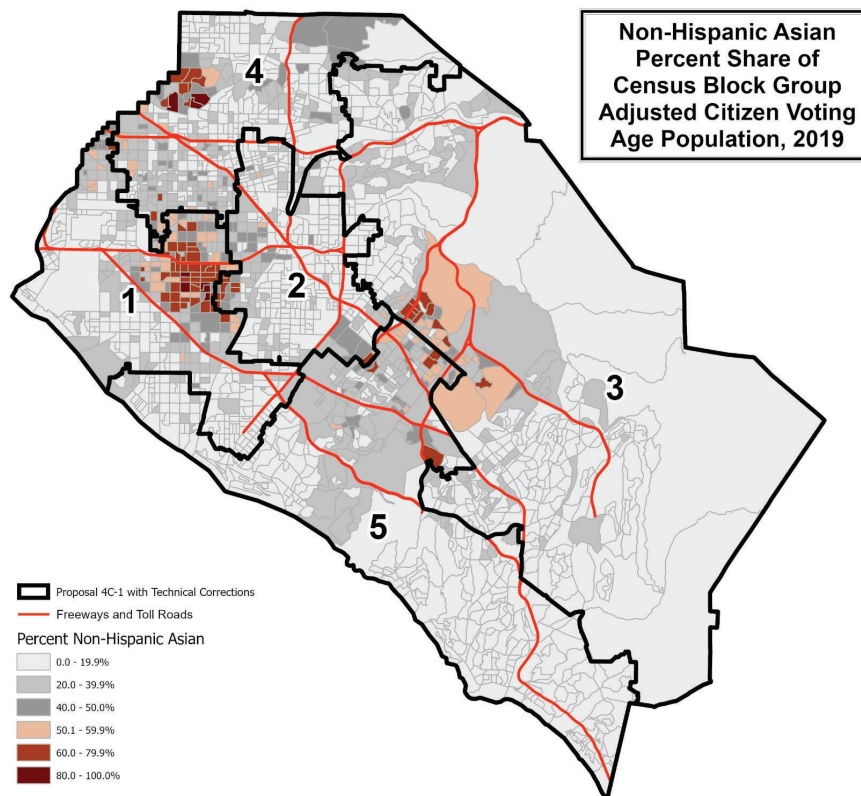 Non-Hispanic Asian
Percent Share of
Census Block Group
Adjusted Citizen Voting
Age Population, 2019
4
1
2
3
5
Proposal 4C-1 with Technical Corrections
Freeways and Toll Roads
Percent Non-Hispanic Asian
0.0 - 19.9%
20.0 - 39.9%
40.0 - 50.0%
50.1 - 59.9%
60.0 - 79.9%
80.0 - 100.0%